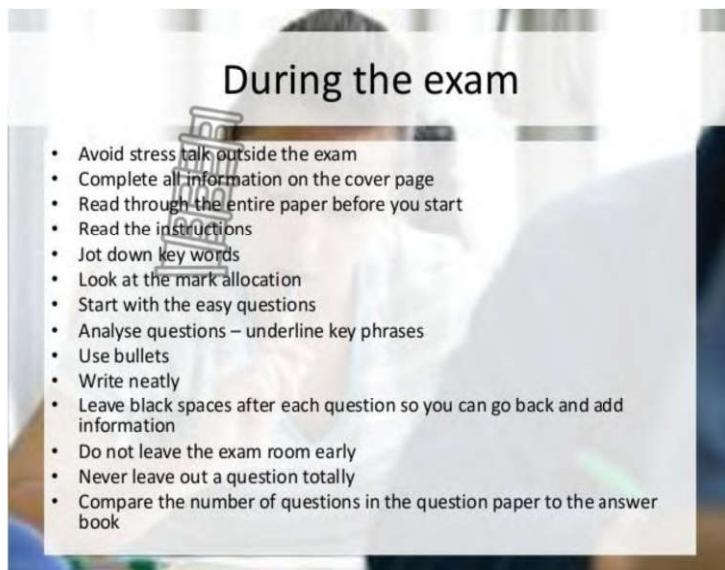 During the exam
• Avoid stress talk outside the exam
• Complete all information on the cover page
• Read through the entire paper before you start
• Read the instructions
• Jot down key words
• Look at the mark allocation
• Start with the easy questions
• Analyse questions – underline key phrases
• Use bullets
• Write neatly
• Leave black spaces after each question so you can go back and add
information
• Do not leave the exam room early
• Never leave out a question totally
• Compare the number of questions in the question paper to the answer
book